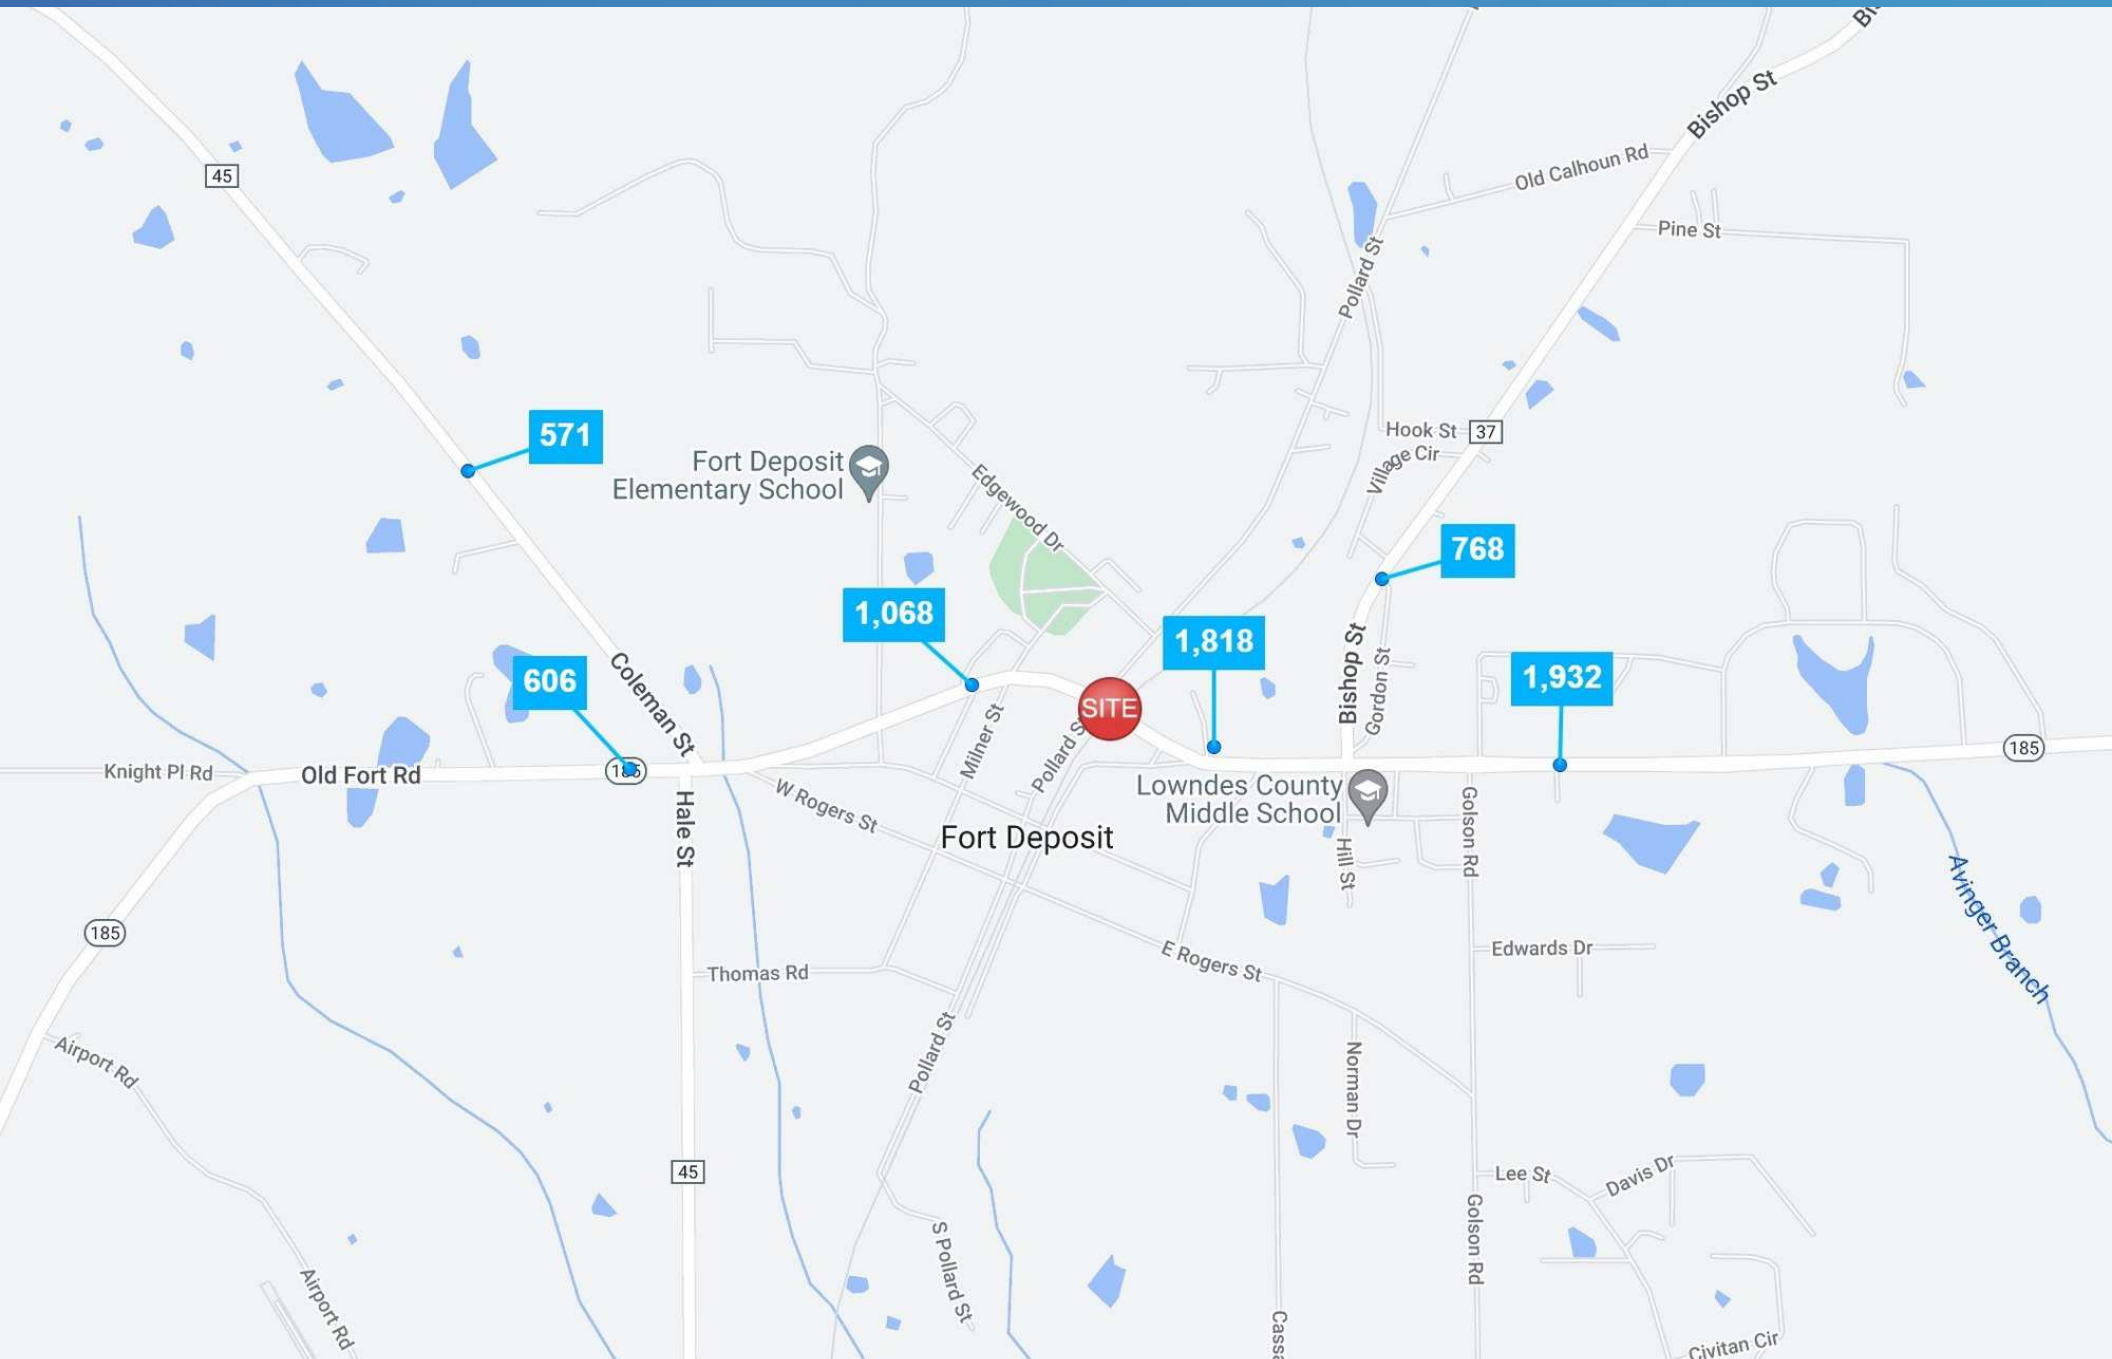 Bishop St
45
Old Calhoun Rd
Pine St
Pollard St
571
Hook St
37
Village Cir
Fort Deposit
Elementary School
Edgewood Dr
768
1,068
1,818
606
Coleman St
Bishop St
Gordon St
1,932
SITE
Milner St
Pollard S
185
Knight Pl Rd
Old Fort Rd
185
W Rogers St
Hale St
Lowndes County
Middle School
Fort Deposit
Hill St
Golson Rd
Avinger Branch
185
Thomas Rd
E Rogers St
Edwards Dr
Airport Rd
Pollard St
Norman Dr
45
Lee St
Davis Dr
S Pollard St
Golson Rd
Airport Rd
Civitan Cir